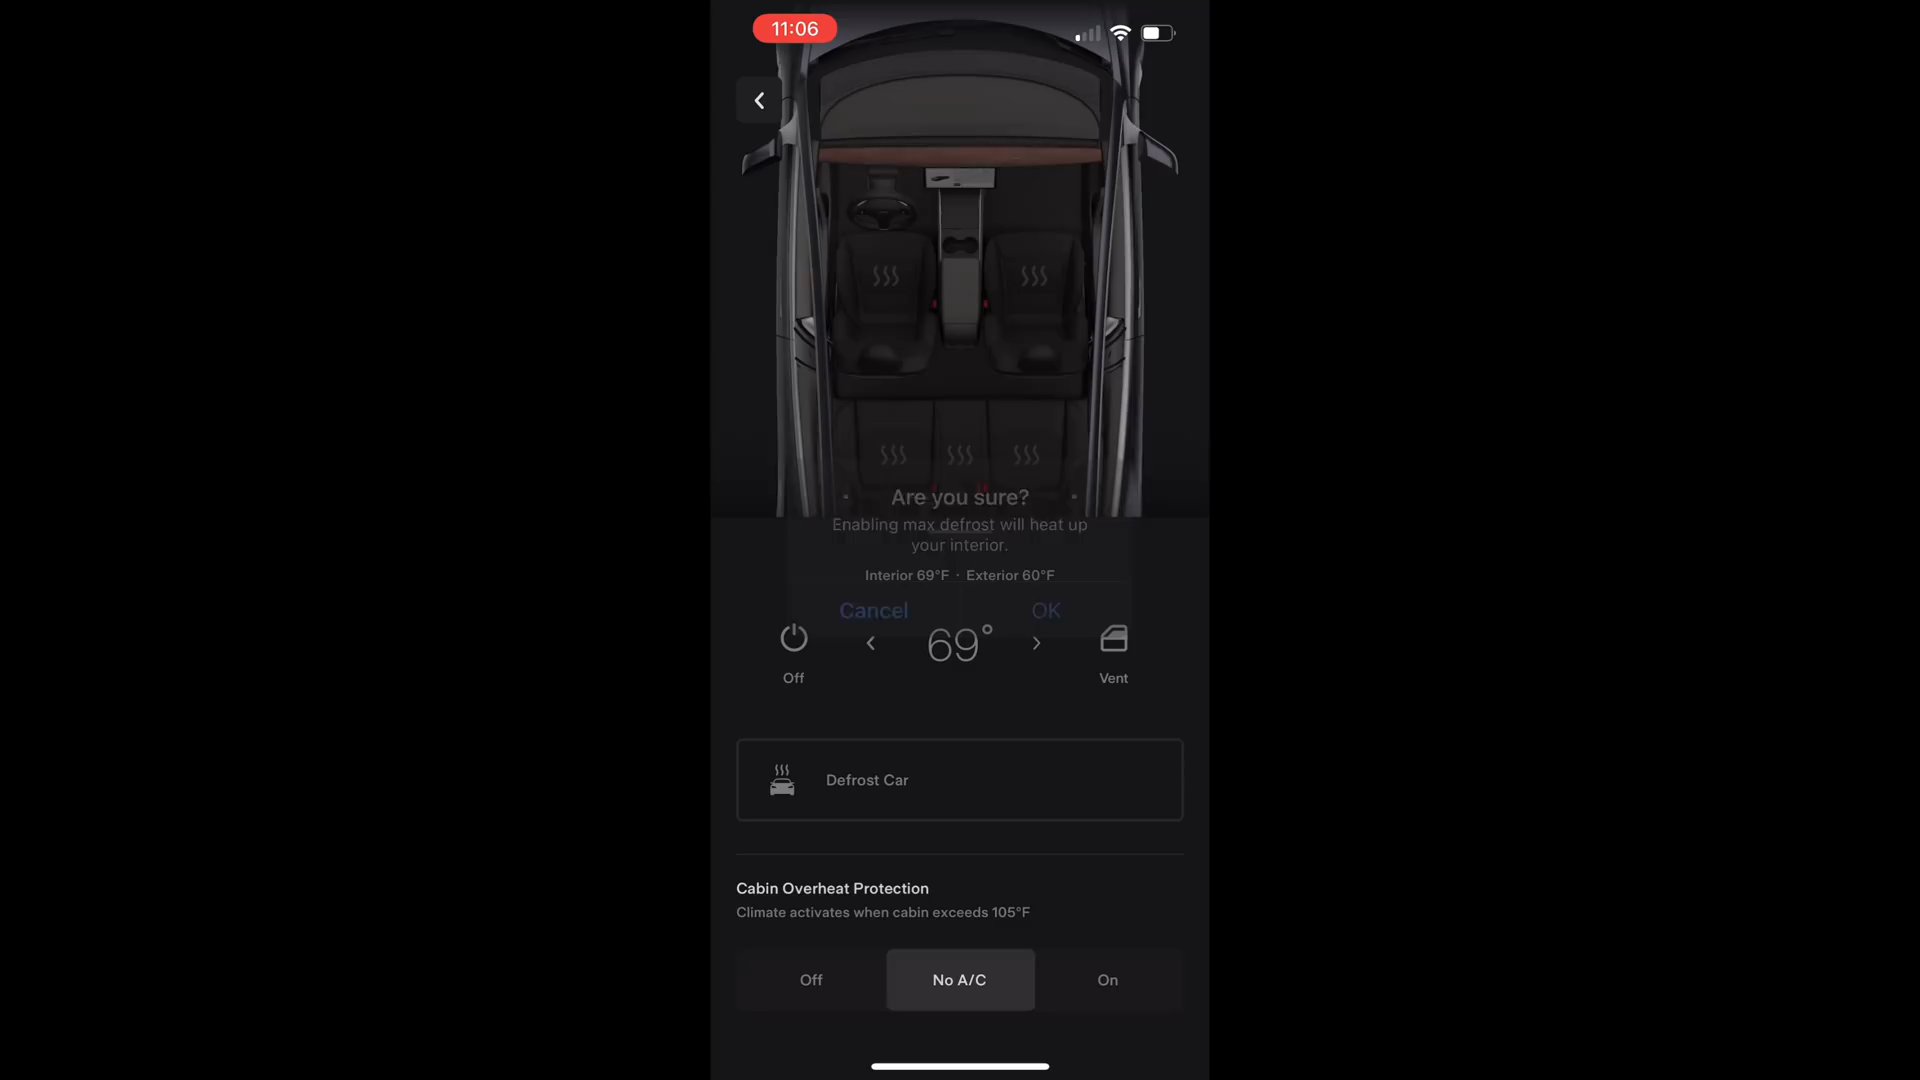 11:06
Are you sure?
Enabling max defrost will heat up
your interior.
Interior 69°F · Exterior 60°F
Cancel
OK
69°
Off
Vent
Defrost Car
Cabin Overheat Protection
Climate activates when cabin exceeds 105°F
Off
No A/C
On